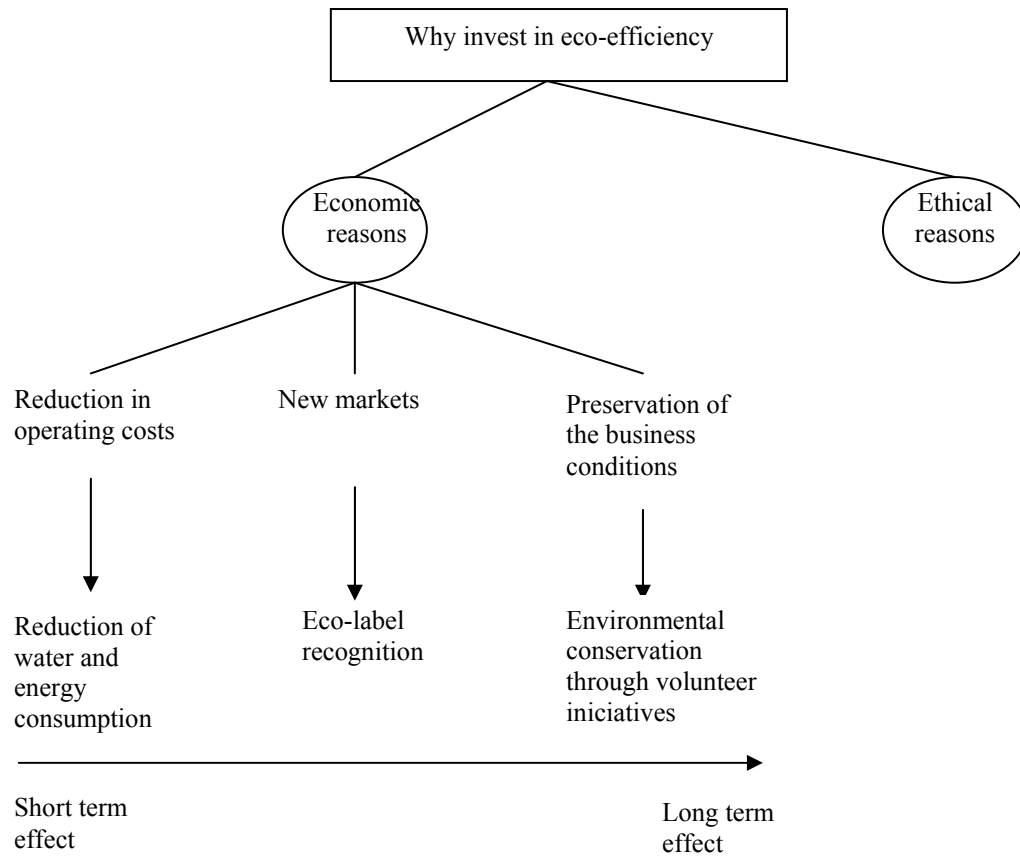 Why invest in eco-efficiency
Economic
reasons
Ethical
reasons
Reduction in
operating costs
New markets
Preservation of
the business
conditions
Reduction of
water and
energy
consumption
Eco-label
recognition
Environmental
conservation
through volunteer
iniciatives
Short term
effect
Long term
effect